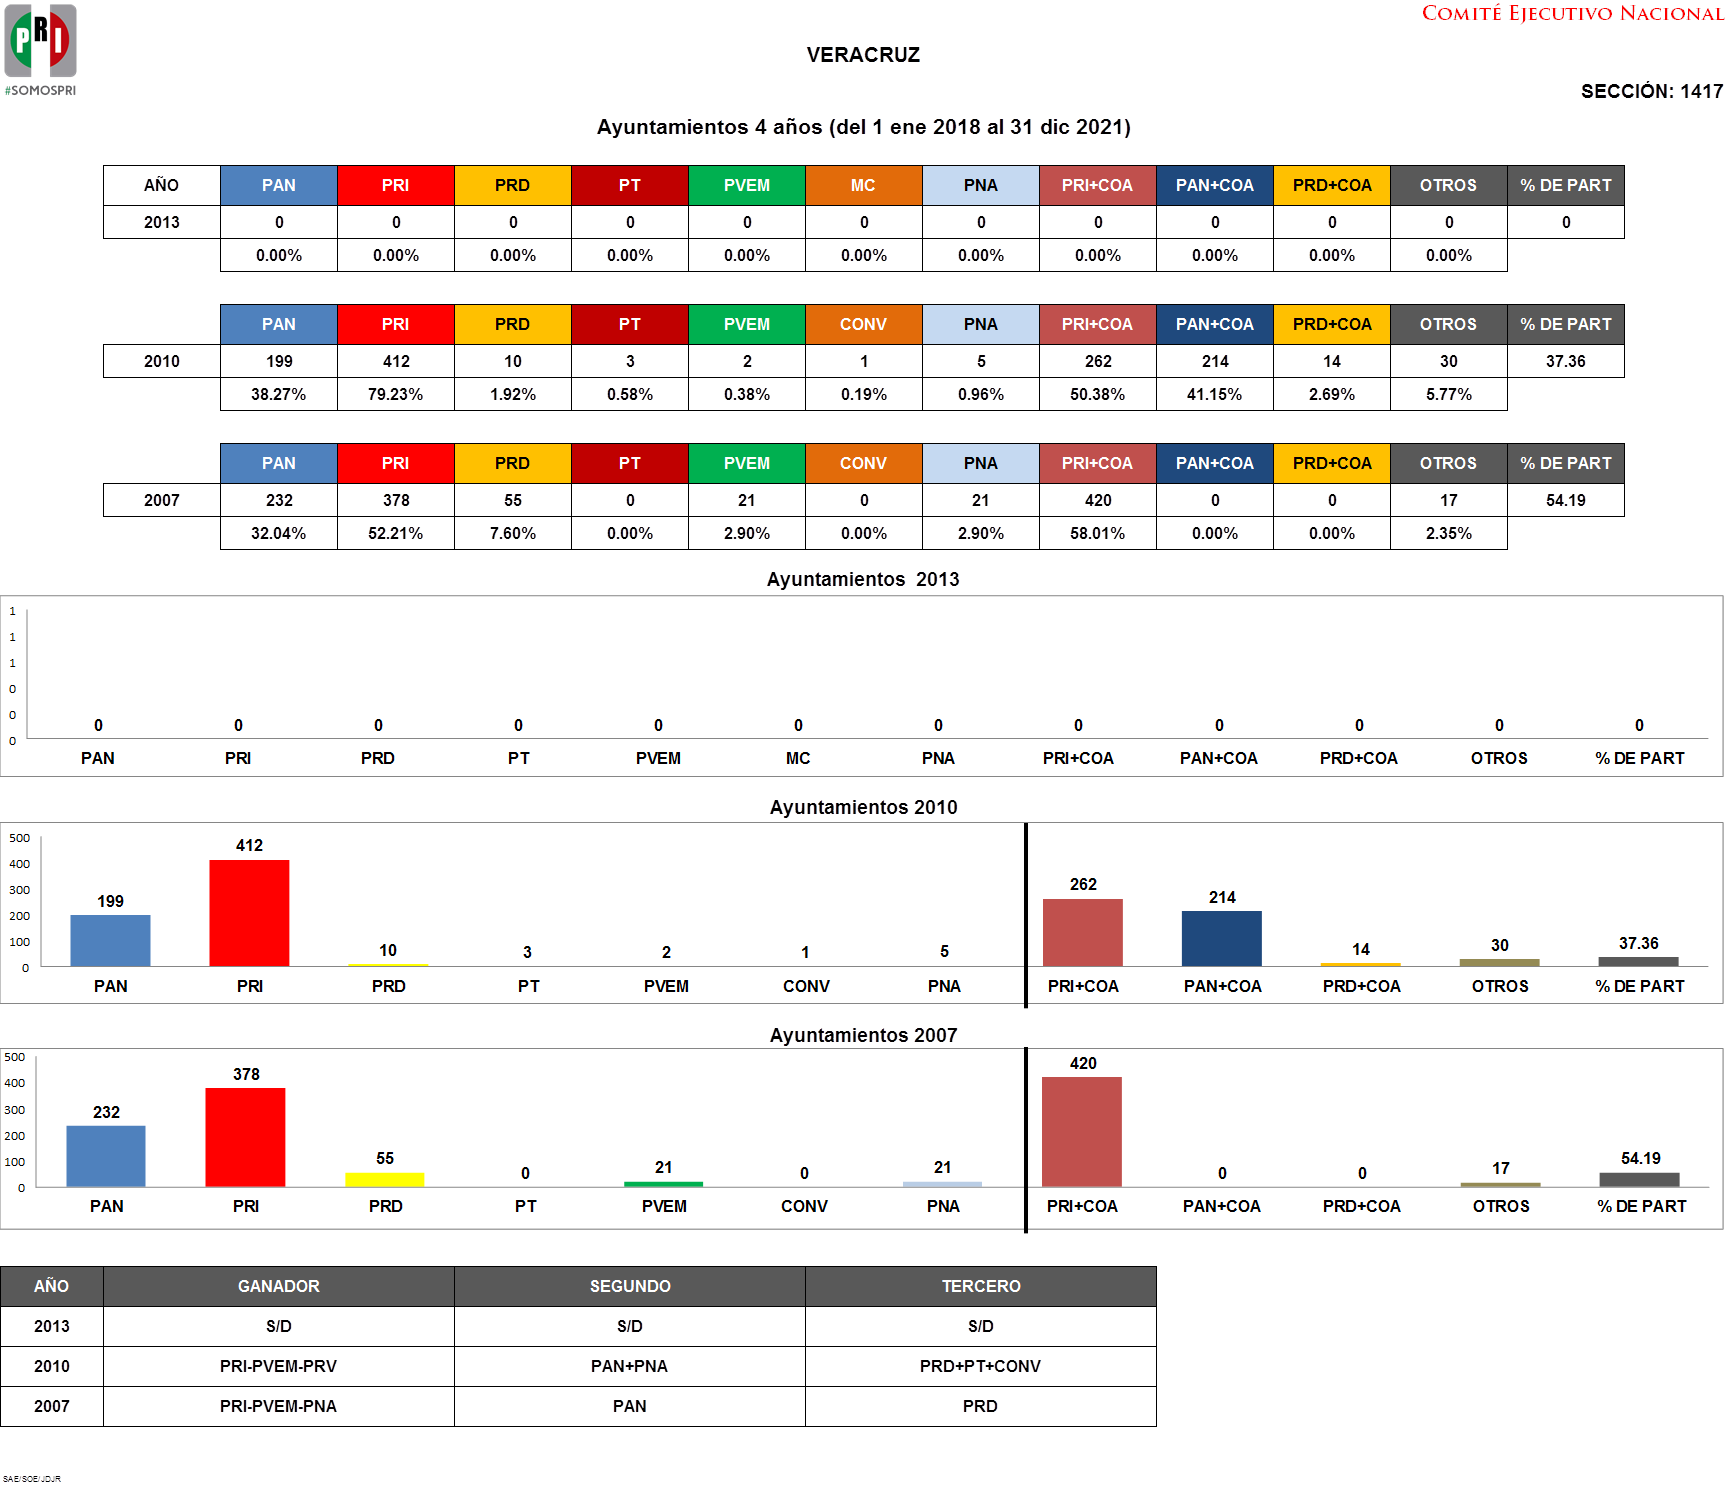 PRI
#SOMOSPRI
COMITÉ EJECUTIVO NACIONAL
VERACRUZ
SECCIÓN: 1417
Ayuntamientos 4 años (del 1 ene 2018 al 31 dic 2021)
AÑO PAN PRI PRD PT PVEM MC PNA PRI+COA PAN+COA PRD+COA OTROS % DE PART
2013 0 0 0 0 0 0 0 0 0 0 0 0
0.00% 0.00% 0.00% 0.00% 0.00% 0.00% 0.00% 0.00% 0.00% 0.00% 0.00%
PAN PRI PRD PT PVEM CONV PNA PRI+COA PAN+COA PRD+COA OTROS % DE PART
2010 199 412 10 3 2 1 5 262 214 14 30 37.36
38.27% 79.23% 1.92% 0.58% 0.38% 0.19% 0.96% 50.38% 41.15% 2.69% 5.77%
PAN PRI PRD PT PVEM CONV PNA PRI+COA PAN+COA PRD+COA OTROS % DE PART
2007 232 378 55 0 21 0 21 420 0 0 17 54.19
32.04% 52.21% 7.60% 0.00% 2.90% 0.00% 2.90% 58.01% 0.00% 0.00% 2.35%
Ayuntamientos 2013
1
1
1
0
0
0
0 0 0 0 0 0 0 0 0 0 0 0
PAN PRI PRD PT PVEM MC PNA PRI+COA PAN+COA PRD+COA OTROS % DE PART
Ayuntamientos 2010
500
400
300
200
100
0
199 412 10 3 2 1 5 262 214 14 30 37.36
PAN PRI PRD PT PVEM CONV PNA PRI+COA PAN+COA PRD+COA OTROS % DE PART
Ayuntamientos 2007
500
400
300
200
100
0
232 378 55 0 21 0 21 420 0 0 17 54.19
PAN PRI PRD PT PVEM CONV PNA PRI+COA PAN+COA PRD+COA OTROS % DE PART
AÑO GANADOR SEGUNDO TERCERO
2013 S/D S/D S/D
2010 PRI-PVEM-PRV PAN+PNA PRD+PT+CONV
2007 PRI-PVEM-PNA PAN PRD
SAE/SOE/JDJR